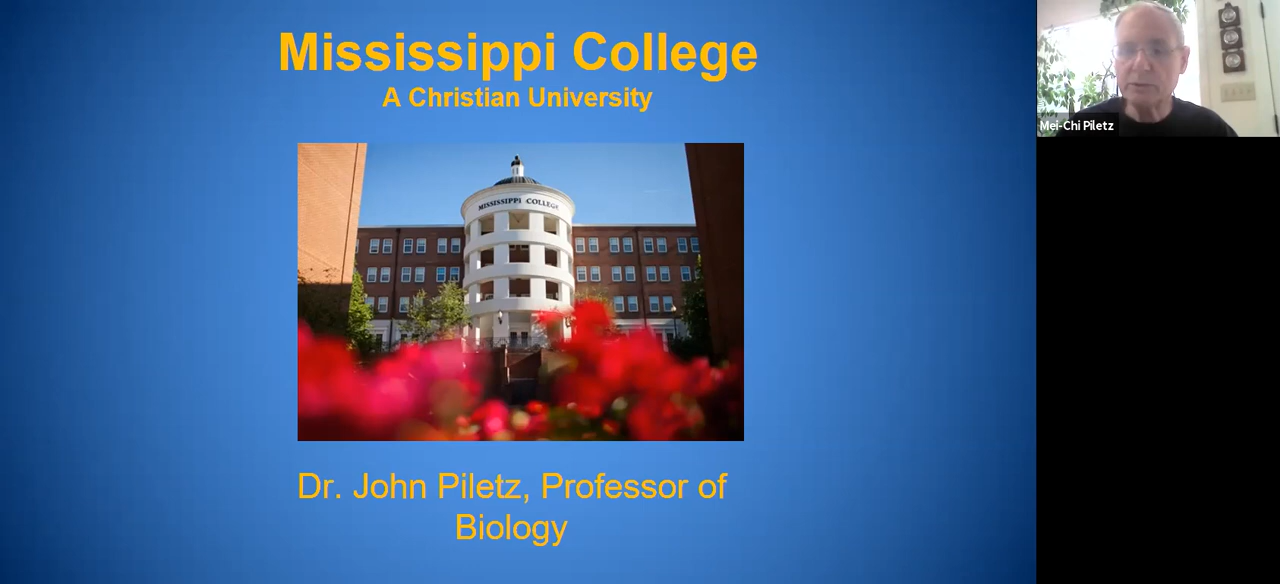 Mississippi College
A Christian University
MISSISSIPPI COLLEGE
Dr. John Piletz, Professor of
Biology
Mei-Chi Piletz